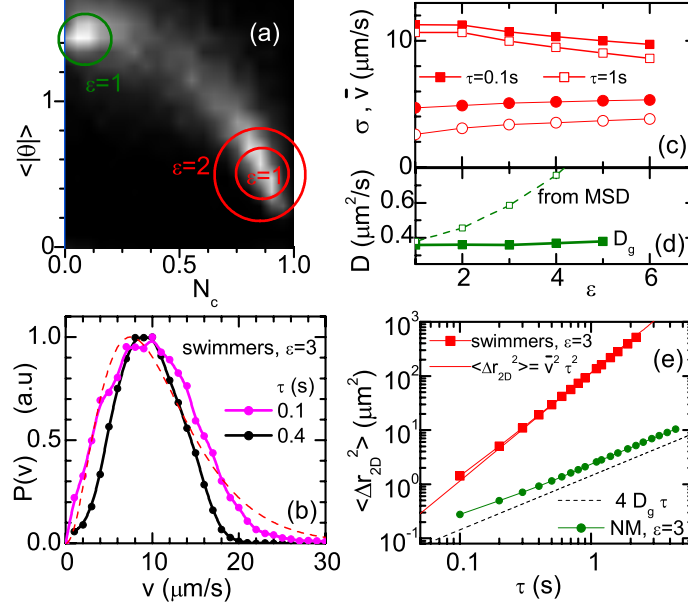 (a)
ε=1
ε=2
ε=1
<|θ|>
1
0
0.0
0.5
1.0
N_c
σ , v̄ (μm/s)
10
5
0
τ=0.1s
τ=1s
(c)
D (μm²/s)
0.8
0.6
0.4
from MSD
D_g
(d)
0
2
4
6
ε
P(v) (a.u)
1.0
0.5
0.0
swimmers, ε=3
τ (s)
0.1
0.4
(b)
0
10
20
30
v (μm/s)
<Δr_2D²> (μm²)
10³
10²
10¹
10⁰
10⁻¹
swimmers, ε=3
<Δr_2D²>= v̄² τ²
(e)
4 D_g τ
NM, ε=3
0.1
1
τ (s)